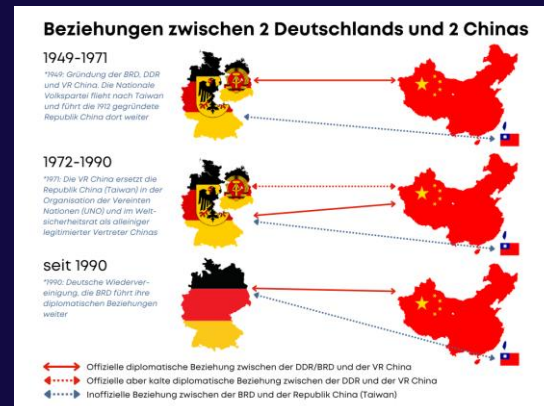 Beziehungen zwischen 2 Deutschlands und 2 Chinas
1949-1971
*1949: Gründung der BRD, DDR
und VR China. Die Nationale
Volkspartei flieht nach Taiwan
und führt die 1912 gegründete
Republik China dort weiter
1972-1990
*1971: Die VR China ersetzt die
Republik China (Taiwan) in der
Organisation der Vereinten
Nationen (UNO) und im Welt-
sicherheitsrat als alleiniger
legitimierter Vertreter Chinas
seit 1990
*1990: Deutsche Wiederver-
einigung, die BRD führt ihre
diplomatischen Beziehungen
weiter
Offizielle diplomatische Beziehung zwischen der DDR/BRD und der VR China
Offizielle aber kalte diplomatische Beziehung zwischen der DDR und der VR China
Inoffizielle Beziehung zwischen der BRD und der Republik China (Taiwan)